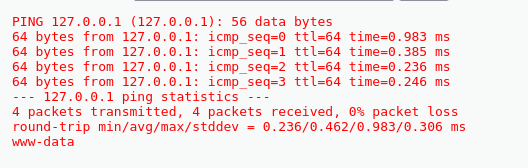 PING 127.0.0.1 (127.0.0.1): 56 data bytes
64 bytes from 127.0.0.1: icmp_seq=0 ttl=64 time=0.983 ms
64 bytes from 127.0.0.1: icmp_seq=1 ttl=64 time=0.385 ms
64 bytes from 127.0.0.1: icmp_seq=2 ttl=64 time=0.236 ms
64 bytes from 127.0.0.1: icmp_seq=3 ttl=64 time=0.246 ms
--- 127.0.0.1 ping statistics ---
4 packets transmitted, 4 packets received, 0% packet loss
round-trip min/avg/max/stddev = 0.236/0.462/0.983/0.306 ms
www-data